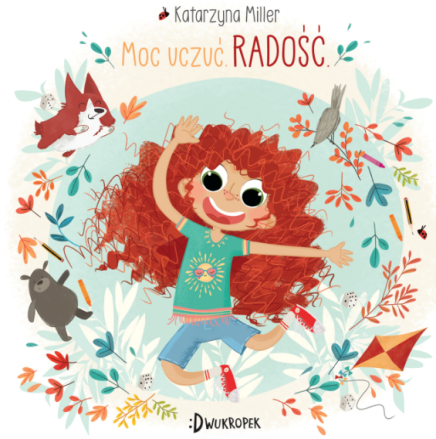 Katarzyna Miller
Moc uczuć. RADOŚĆ.
:DWUKROPEK